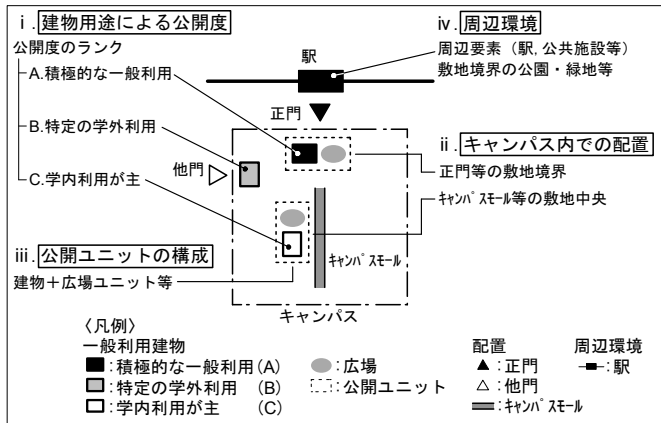 ⅰ.建物用途による公開度
公開度のランク
A.積極的な一般利用
B.特定の学外利用
C.学内利用が主
ⅳ.周辺環境
周辺要素（駅,公共施設等）
敷地境界の公園・緑地等
駅
正門
他門
ⅱ.キャンパス内での配置
正門等の敷地境界
キャンパスモール等の敷地中央
ⅲ.公開ユニットの構成
建物＋広場ユニット等
キャンパスモール
キャンパス
〈凡例〉
一般利用建物
:積極的な一般利用(A)
:特定の学外利用 (B)
:学内利用が主 (C)
:広場
:公開ユニット
配置
:正門
:他門
:キャンパスモール
周辺環境
:駅